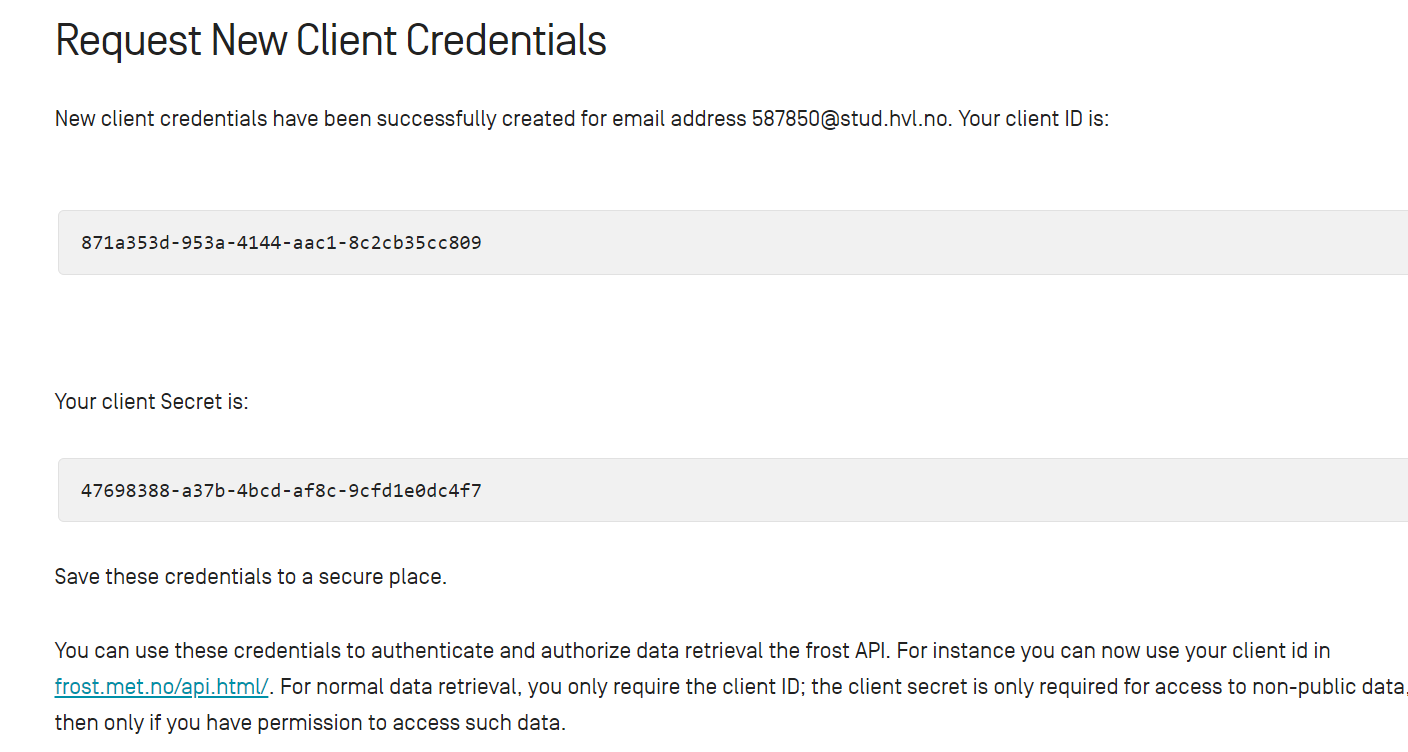 Request New Client Credentials
New client credentials have been successfully created for email address 587850@stud.hvl.no. Your client ID is:
871a353d-953a-4144-aac1-8c2cb35cc809
Your client Secret is:
47698388-a37b-4bcd-af8c-9cfd1e0dc4f7
Save these credentials to a secure place.
You can use these credentials to authenticate and authorize data retrieval the frost API. For instance you can now use your client id in
frost.met.no/api.html/. For normal data retrieval, you only require the client ID; the client secret is only required for access to non-public data,
then only if you have permission to access such data.